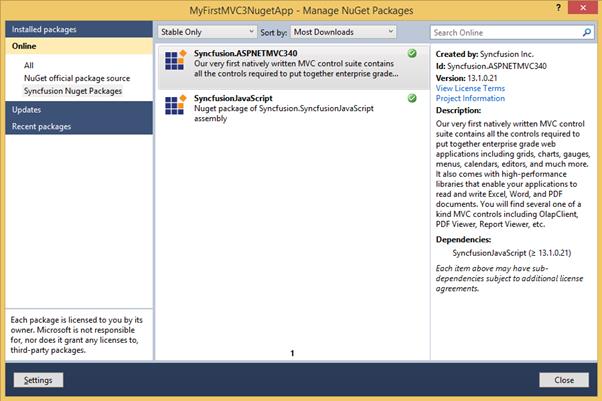 MyFirstMVC3NugetApp - Manage NuGet Packages
Installed packages
Online
All
NuGet official package source
Syncfusion Nuget Packages
Updates
Recent packages
Each package is licensed to you by its
owner. Microsoft is not responsible
for, nor does it grant any licenses to,
third-party packages.
Stable Only
Sort by:
Most Downloads
Syncfusion.ASPNETMVC340
Our very first natively written MVC control suite contains
all the controls required to put together enterprise grade...
SyncfusionJavaScript
Nuget package of Syncfusion.SyncfusionJavaScript
assembly
1
Search Online
Created by: Syncfusion Inc.
Id: Syncfusion.ASPNETMVC340
Version: 13.1.0.21
View License Terms
Project Information
Description:
Our very first natively written MVC control
suite contains all the controls required to
put together enterprise grade web
applications including grids, charts, gauges,
menus, calendars, editors, and much more.
It also comes with high-performance
libraries that enable your applications to
read and write Excel, Word, and PDF
documents. You will find several one of a
kind MVC controls including OlapClient,
PDF Viewer, Report Viewer, etc.
Dependencies:
SyncfusionJavaScript (≥ 13.1.0.21)
Each item above may have sub-
dependencies subject to additional license
agreements.
Settings
Close